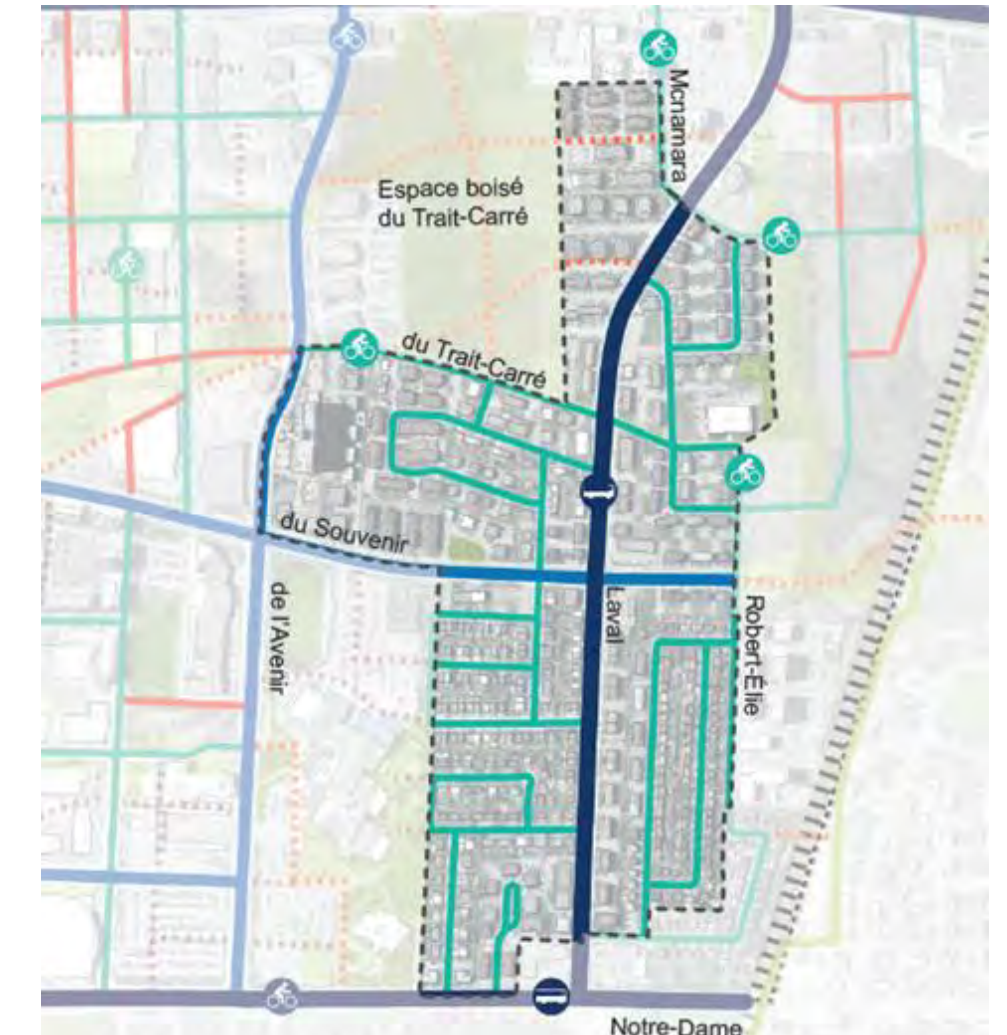 Mcnamara
Espace boisé
du Trait-Carré
du Trait-Carré
du Souvenir
de l'Avenir
Laval
Robert-Élie
Notre-Dame